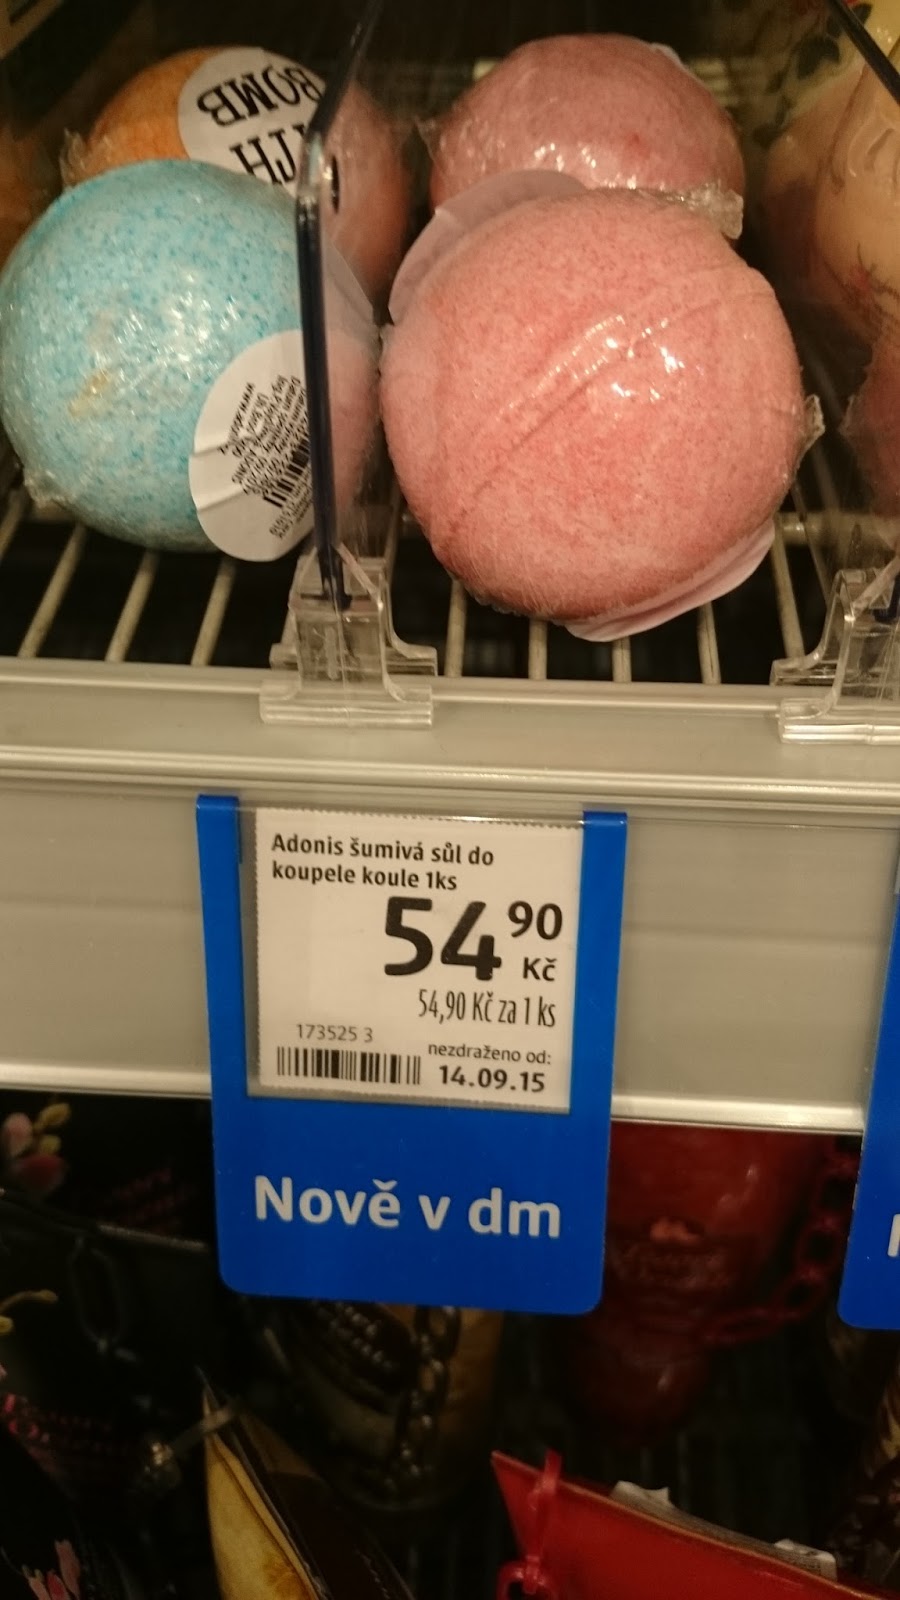 BOMB
Adonis šumivá sůl do
koupele koule 1ks
54 90
Kč
54,90 Kč za 1 ks
173525 3
nezdraženo od:
14.09.15
Nově v dm